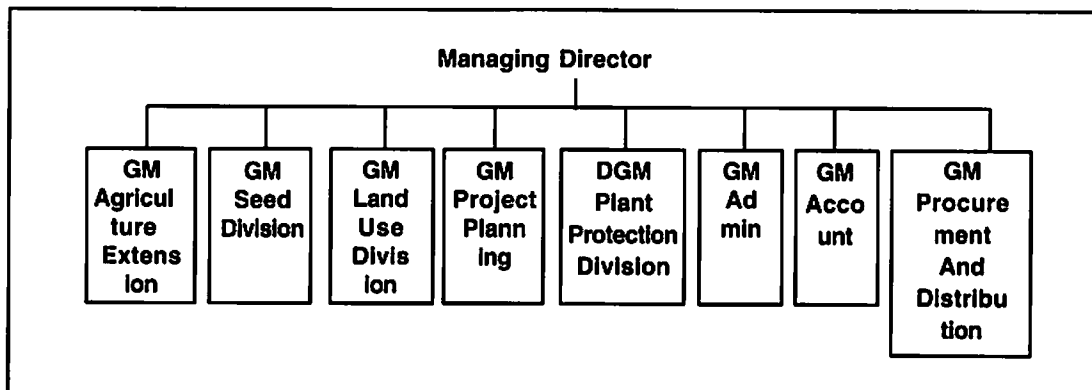 Managing Director
GM
Agricul
ture
Extens
ion
GM
Seed
Division
GM
Land
Use
Divis
ion
GM
Project
Plann
ing
DGM
Plant
Protection
Division
GM
Ad
min
GM
Acco
unt
GM
Procure
ment
And
Distribu
tion